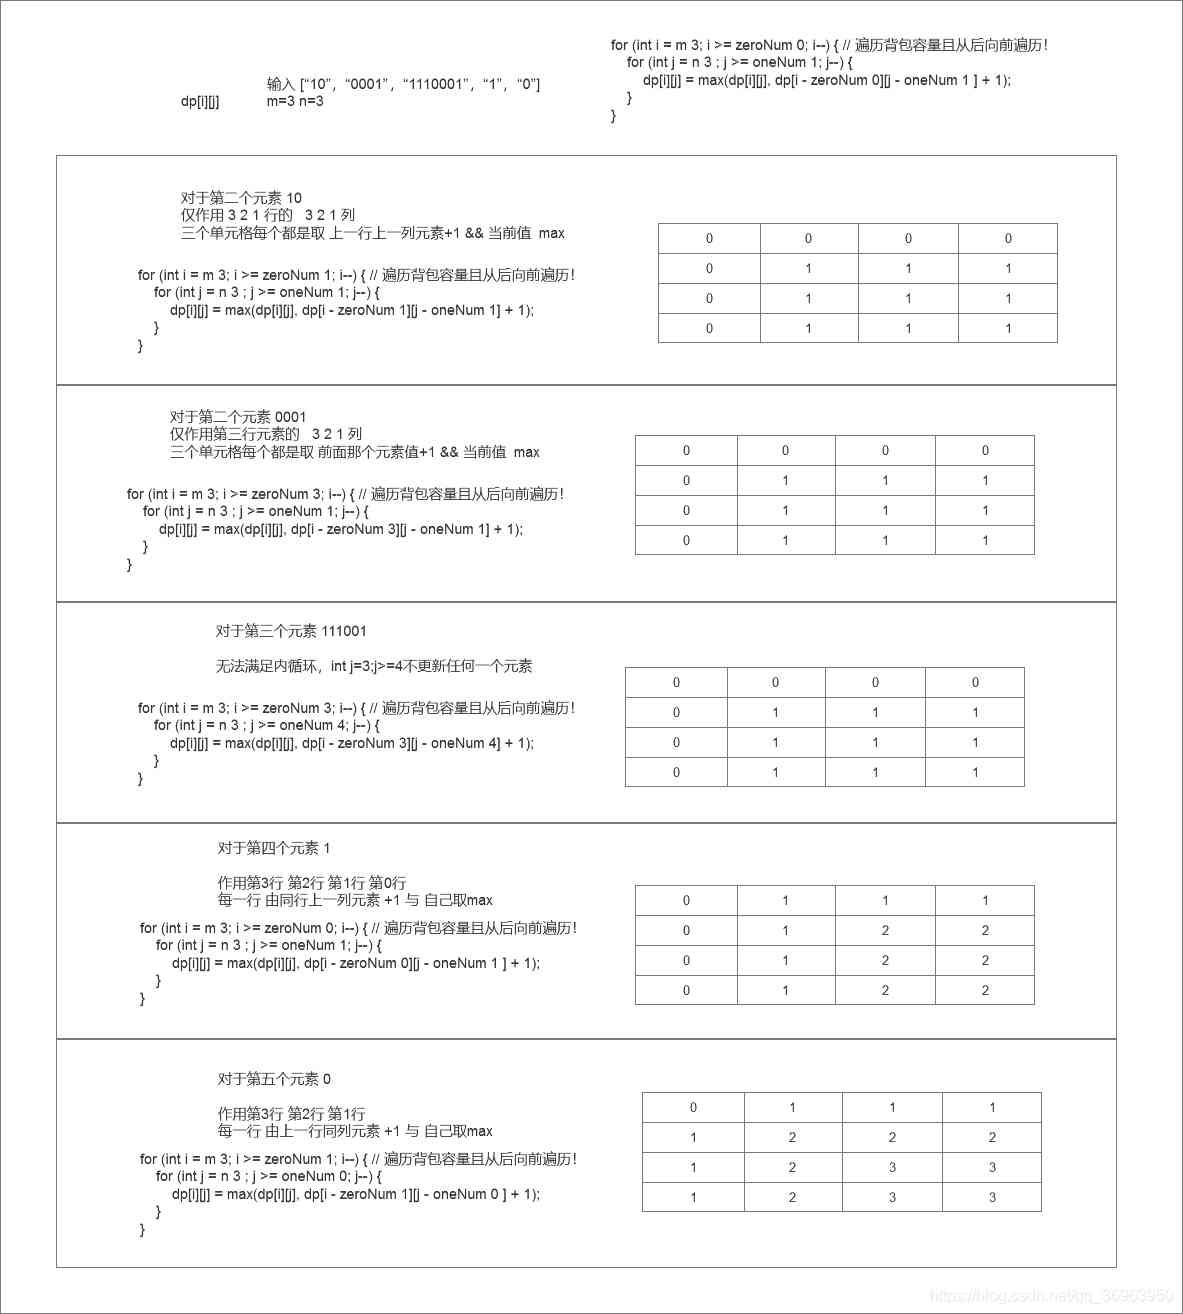 输入 [“10”，“0001”，“1110001”，“1”，“0”]
dp[i][j]    m=3 n=3
for (int i = m 3; i >= zeroNum 0; i--) { // 遍历背包容量且从后向前遍历！
for (int j = n 3 ; j >= oneNum 1; j--) {
dp[i][j] = max(dp[i][j], dp[i - zeroNum 0][j - oneNum 1 ] + 1);
}
}
对于第二个元素 10
仅作用 3 2 1 行的   3 2 1 列
三个单元格每个都是取 上一行上一列元素+1 && 当前值  max
for (int i = m 3; i >= zeroNum 1; i--) { // 遍历背包容量且从后向前遍历！
for (int j = n 3 ; j >= oneNum 1; j--) {
dp[i][j] = max(dp[i][j], dp[i - zeroNum 1][j - oneNum 1] + 1);
}
}
0 0 0 0
0 1 1 1
0 1 1 1
0 1 1 1
对于第二个元素 0001
仅作用第三行元素的   3 2 1 列
三个单元格每个都是取 前面那个元素值+1 && 当前值  max
for (int i = m 3; i >= zeroNum 3; i--) { // 遍历背包容量且从后向前遍历！
for (int j = n 3 ; j >= oneNum 1; j--) {
dp[i][j] = max(dp[i][j], dp[i - zeroNum 3][j - oneNum 1] + 1);
}
}
0 0 0 0
0 1 1 1
0 1 1 1
0 1 1 1
对于第三个元素 111001
无法满足内循环，int j=3;j>=4不更新任何一个元素
for (int i = m 3; i >= zeroNum 3; i--) { // 遍历背包容量且从后向前遍历！
for (int j = n 3 ; j >= oneNum 4; j--) {
dp[i][j] = max(dp[i][j], dp[i - zeroNum 3][j - oneNum 4] + 1);
}
}
0 0 0 0
0 1 1 1
0 1 1 1
0 1 1 1
对于第四个元素 1
作用第3行 第2行 第1行 第0行
每一行 由同行上一列元素 +1 与 自己取max
for (int i = m 3; i >= zeroNum 0; i--) { // 遍历背包容量且从后向前遍历！
for (int j = n 3 ; j >= oneNum 1; j--) {
dp[i][j] = max(dp[i][j], dp[i - zeroNum 0][j - oneNum 1 ] + 1);
}
}
0 1 1 1
0 1 2 2
0 1 2 2
0 1 2 2
对于第五个元素 0
作用第3行 第2行 第1行
每一行 由上一行同列元素 +1 与 自己取max
for (int i = m 3; i >= zeroNum 1; i--) { // 遍历背包容量且从后向前遍历！
for (int j = n 3 ; j >= oneNum 0; j--) {
dp[i][j] = max(dp[i][j], dp[i - zeroNum 1][j - oneNum 0 ] + 1);
}
}
0 1 1 1
1 2 2 2
1 2 3 3
1 2 3 3